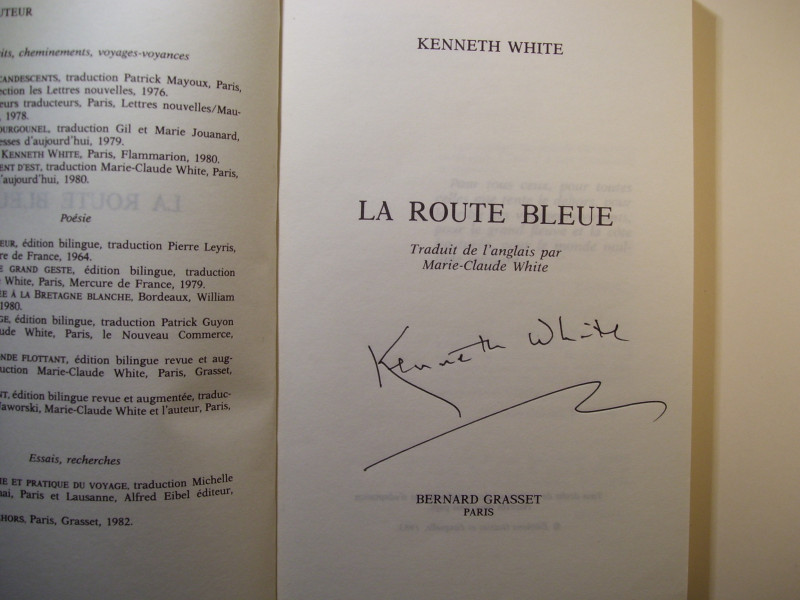 UTEUR
its, cheminements, voyages-voyances
CANDESCENTS, traduction Patrick Mayoux, Paris,
ction les Lettres nouvelles, 1976.
eurs traducteurs, Paris, Lettres nouvelles/Mau-
, 1978.
OURGOUNEL, traduction Gil et Marie Jouanard,
esses d'aujourd'hui, 1979.
KENNETH WHITE, Paris, Flammarion, 1980.
ENT D'EST, traduction Marie-Claude White, Paris,
'aujourd'hui, 1980.
Poésie
EUR, édition bilingue, traduction Pierre Leyris,
re de France, 1964.
E GRAND GESTE, édition bilingue, traduction
White, Paris, Mercure de France, 1979.
ÉE À LA BRETAGNE BLANCHE, Bordeaux, William
1980.
GE, édition bilingue, traduction Patrick Guyon
ude White, Paris, le Nouveau Commerce,
NDE FLOTTANT, édition bilingue revue et aug-
uction Marie-Claude White, Paris, Grasset,
NT, édition bilingue revue et augmentée, traduc-
Jaworski, Marie-Claude White et l'auteur, Paris,
Essais, recherches
IE ET PRATIQUE DU VOYAGE, traduction Michelle
nai, Paris et Lausanne, Alfred Eibel éditeur,
HORS, Paris, Grasset, 1982.
KENNETH WHITE
LA ROUTE BLEUE
Traduit de l'anglais par
Marie-Claude White
Kenneth White
BERNARD GRASSET
PARIS